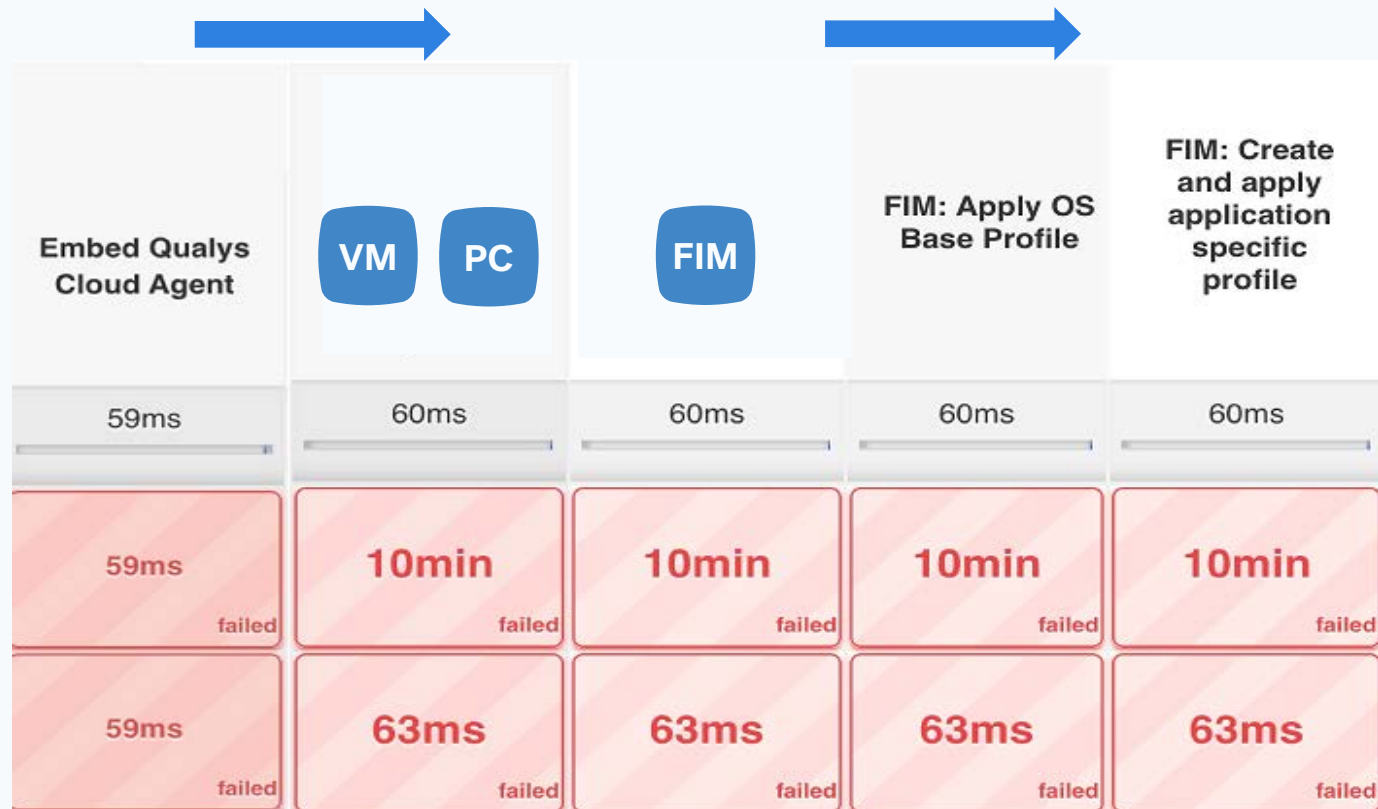 Embed Qualys
Cloud Agent
VM
PC
FIM
FIM: Apply OS
Base Profile
FIM: Create
and apply
application
specific
profile
59ms
60ms
60ms
60ms
60ms
59ms
failed
10min
failed
10min
failed
10min
failed
10min
failed
59ms
failed
63ms
failed
63ms
failed
63ms
failed
63ms
failed